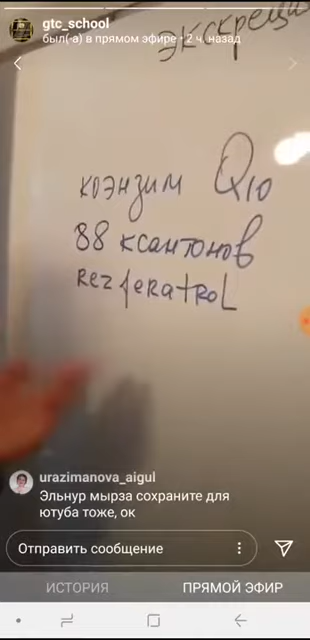 gtc_school
был(-а) в прямом эфире • 2 ч. назад
экскреци
коэнзим Q10
88 ксантонов
Rezferatrol
urazimanova_aigul
Эльнур мырза сохраните для
ютуба тоже, ок
Отправить сообщение
ИСТОРИЯ
ПРЯМОЙ ЭФИР